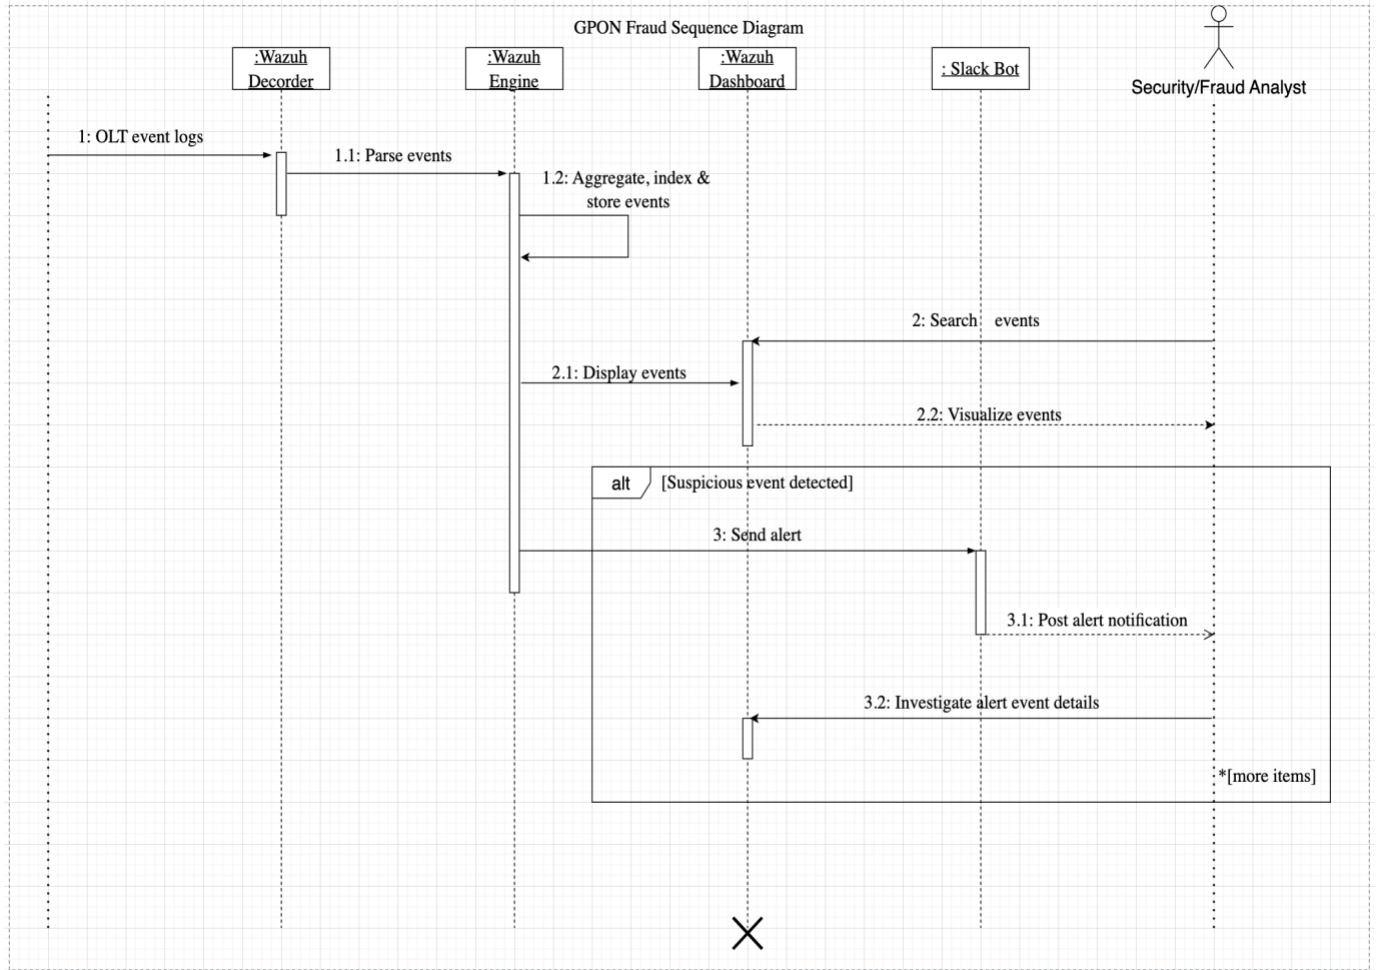 GPON Fraud Sequence Diagram
:Wazuh
Decorder
:Wazuh
Engine
:Wazuh
Dashboard
: Slack Bot
Security/Fraud Analyst
1: OLT event logs
1.1: Parse events
1.2: Aggregate, index &
store events
2: Search events
2.1: Display events
2.2: Visualize events
alt
[Suspicious event detected]
3: Send alert
3.1: Post alert notification
3.2: Investigate alert event details
*[more items]